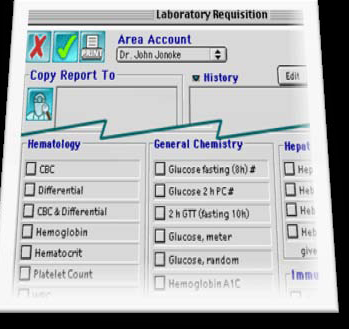 Laboratory Requisition
PRINT
Area Account
Dr. John Jonoke
Copy Report To
History
Edit
Hematology
CBC
Differential
CBC & Differential
Hemoglobin
Hematocrit
Platelet Count
General Chemistry
Glucose fasting (8h) #
Glucose 2 h PC #
2 h GTT (fasting 10h)
Glucose, meter
Glucose, random
Hemoglobin A1C
Hepat
Hep
Heb
Heb
Heb
give
Immu